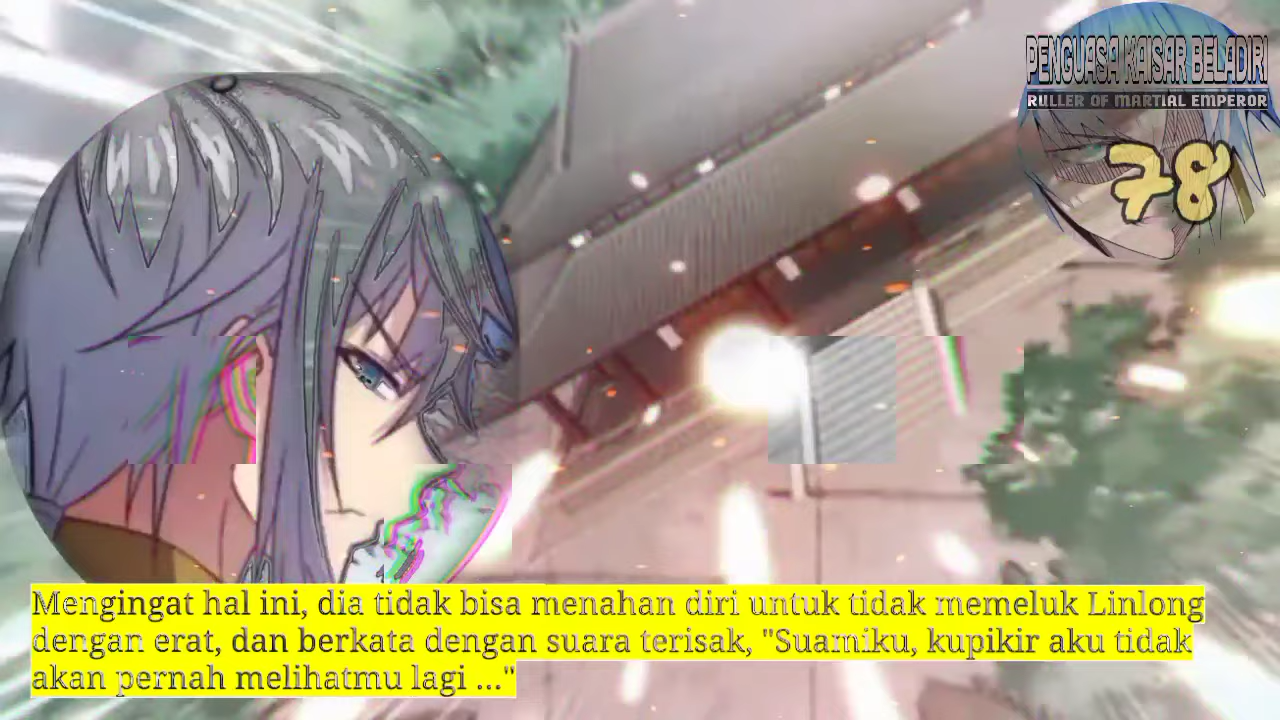 PENGUASA KAISAR BELADIRI
RULLER OF MARTIAL EMPEROR
78
Mengingat hal ini, dia tidak bisa menahan diri untuk tidak memeluk Linlong
dengan erat, dan berkata dengan suara terisak, "Suamiku, kupikir aku tidak
akan pernah melihatmu lagi ..."